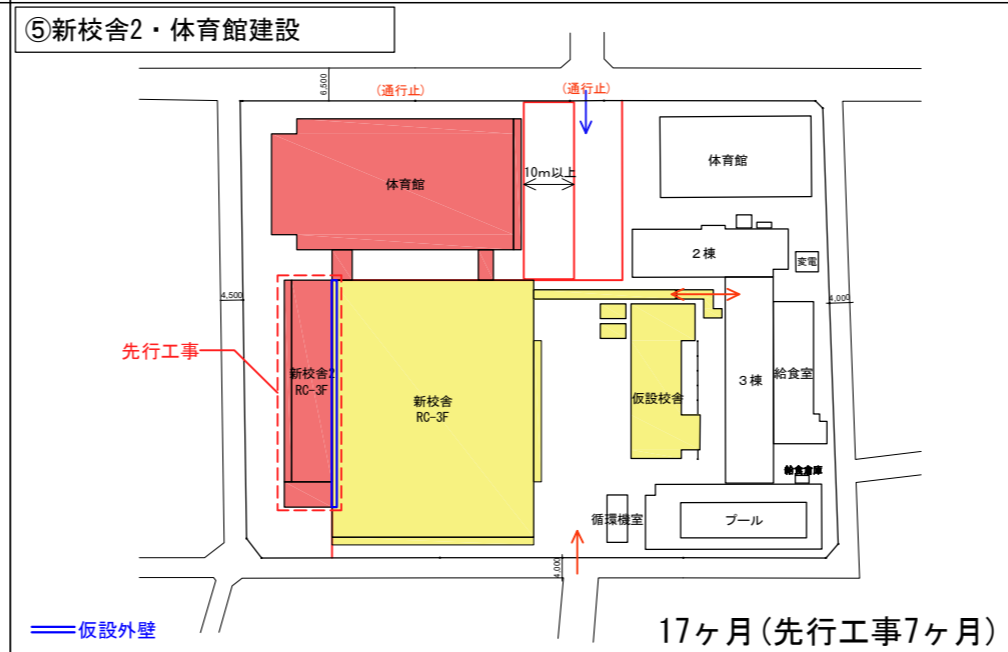 ⑤新校舎2・体育館建設
6,500
(通行止)
(通行止)
体育館
10m以上
体育館
2棟
変電
4,500
4,000
先行工事
新校舎2
RC-3F
新校舎
RC-3F
仮設校舎
3棟
給食室
給食倉庫
循環機室
プール
4,000
仮設外壁
17ヶ月(先行工事7ヶ月)